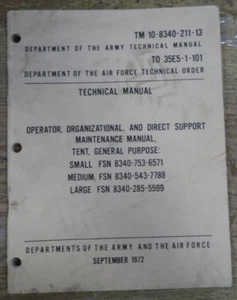 TM 10-8340-211-13
DEPARTMENT OF THE ARMY TECHNICAL MANUAL
TO 35E5-1-101
DEPARTMENT OF THE AIR FORCE TECHNICAL ORDER
TECHNICAL MANUAL
OPERATOR, ORGANIZATIONAL, AND DIRECT SUPPORT
MAINTENANCE MANUAL,
TENT, GENERAL PURPOSE:
SMALL FSN 8340-753-6571
MEDIUM, FSN 8340-543-7788
LARGE FSN 8340-285-5599
DEPARTMENTS OF THE ARMY AND THE AIR FORCE
SEPTEMBER 1972